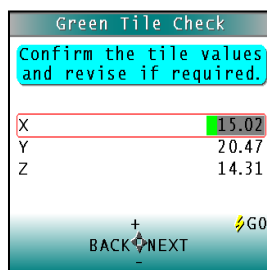 Green Tile Check
Confirm the tile values
and revise if required.
X 15.02
Y 20.47
Z 14.31
+ GO
BACK NEXT
-